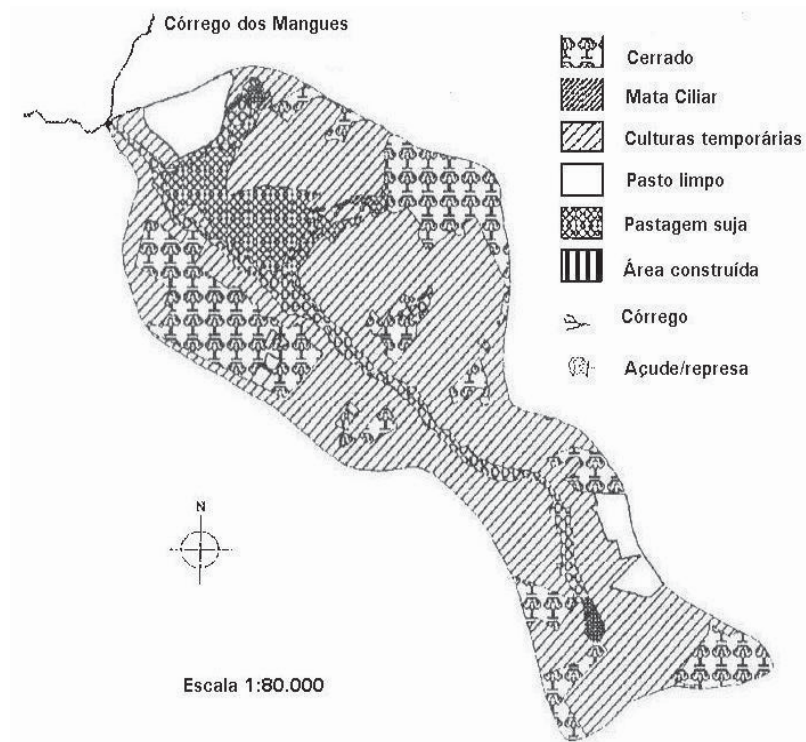 Córrego dos Mangues
Cerrado
Mata Ciliar
Culturas temporárias
Pasto limpo
Pastagem suja
Área construída
Córrego
Açude/represa
N
Escala 1:80.000